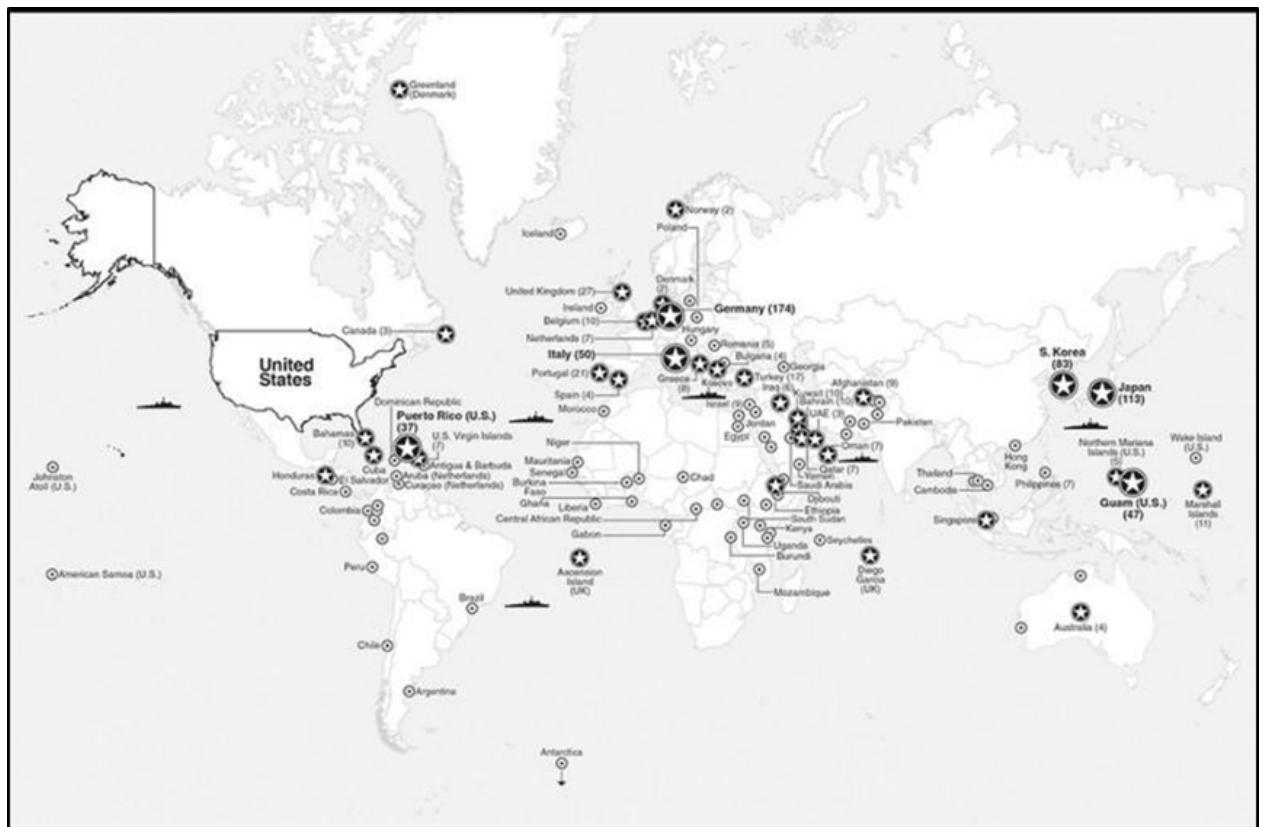 Greenland
(Denmark)
Norway (2)
Poland
Iceland
Denmark
(2)
United Kingdom (27)
Ireland
Germany (174)
Belgium (10)
Canada (3)
Netherlands (7)
Hungary
Romania (5)
Italy (50)
Bulgaria (4)
Georgia
S. Korea
(83)
United
States
Portugal (21)
Greece
(8)
Kosovo
Turkey (17)
Iraq (6)
Afghanistan (9)
Kuwait (10)
Japan
(113)
Spain (4)
Bahrain (10)
Dominican Republic
Israel (9)
UAE (3)
Morocco
Puerto Rico (U.S.)
(37)
Jordan
Pakistan
Bahamas
(10)
U.S. Virgin Islands
(7)
Egypt
Oman (7)
Northern Mariana
Islands (U.S.)
(5)
Wake Island
(U.S.)
Niger
Hong
Kong
Mauritania
Qatar (7)
Cuba
Antigua & Barbuda
Yemen
Thailand
Johnston
Atoll (U.S.)
Honduras
El Salvador
Aruba (Netherlands)
Senegal
Chad
Saudi Arabia
Philippines (7)
Costa Rica
Curaçao (Netherlands)
Burkina
Faso
Djibouti
Cambodia
Guam (U.S.)
(47)
Marshall
Islands
(11)
Ghana
Liberia
Ethiopia
Colombia
Central African Republic
South Sudan
Singapore
Gabon
Kenya
Seychelles
Uganda
Burundi
American Samoa (U.S.)
Peru
Ascension
Island
(UK)
Diego
Garcia
(UK)
Mozambique
Brazil
Australia (4)
Chile
Argentina
Antarctica